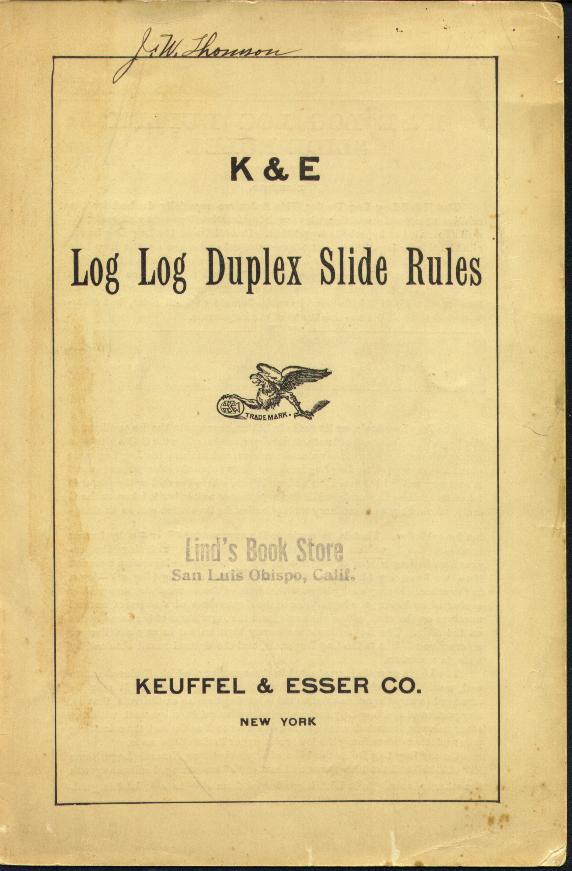 J. W. Thomson
K & E
Log Log Duplex Slide Rules
TRADE MARK.
Lind's Book Store
San Luis Obispo, Calif.
KEUFFEL & ESSER CO.
NEW YORK